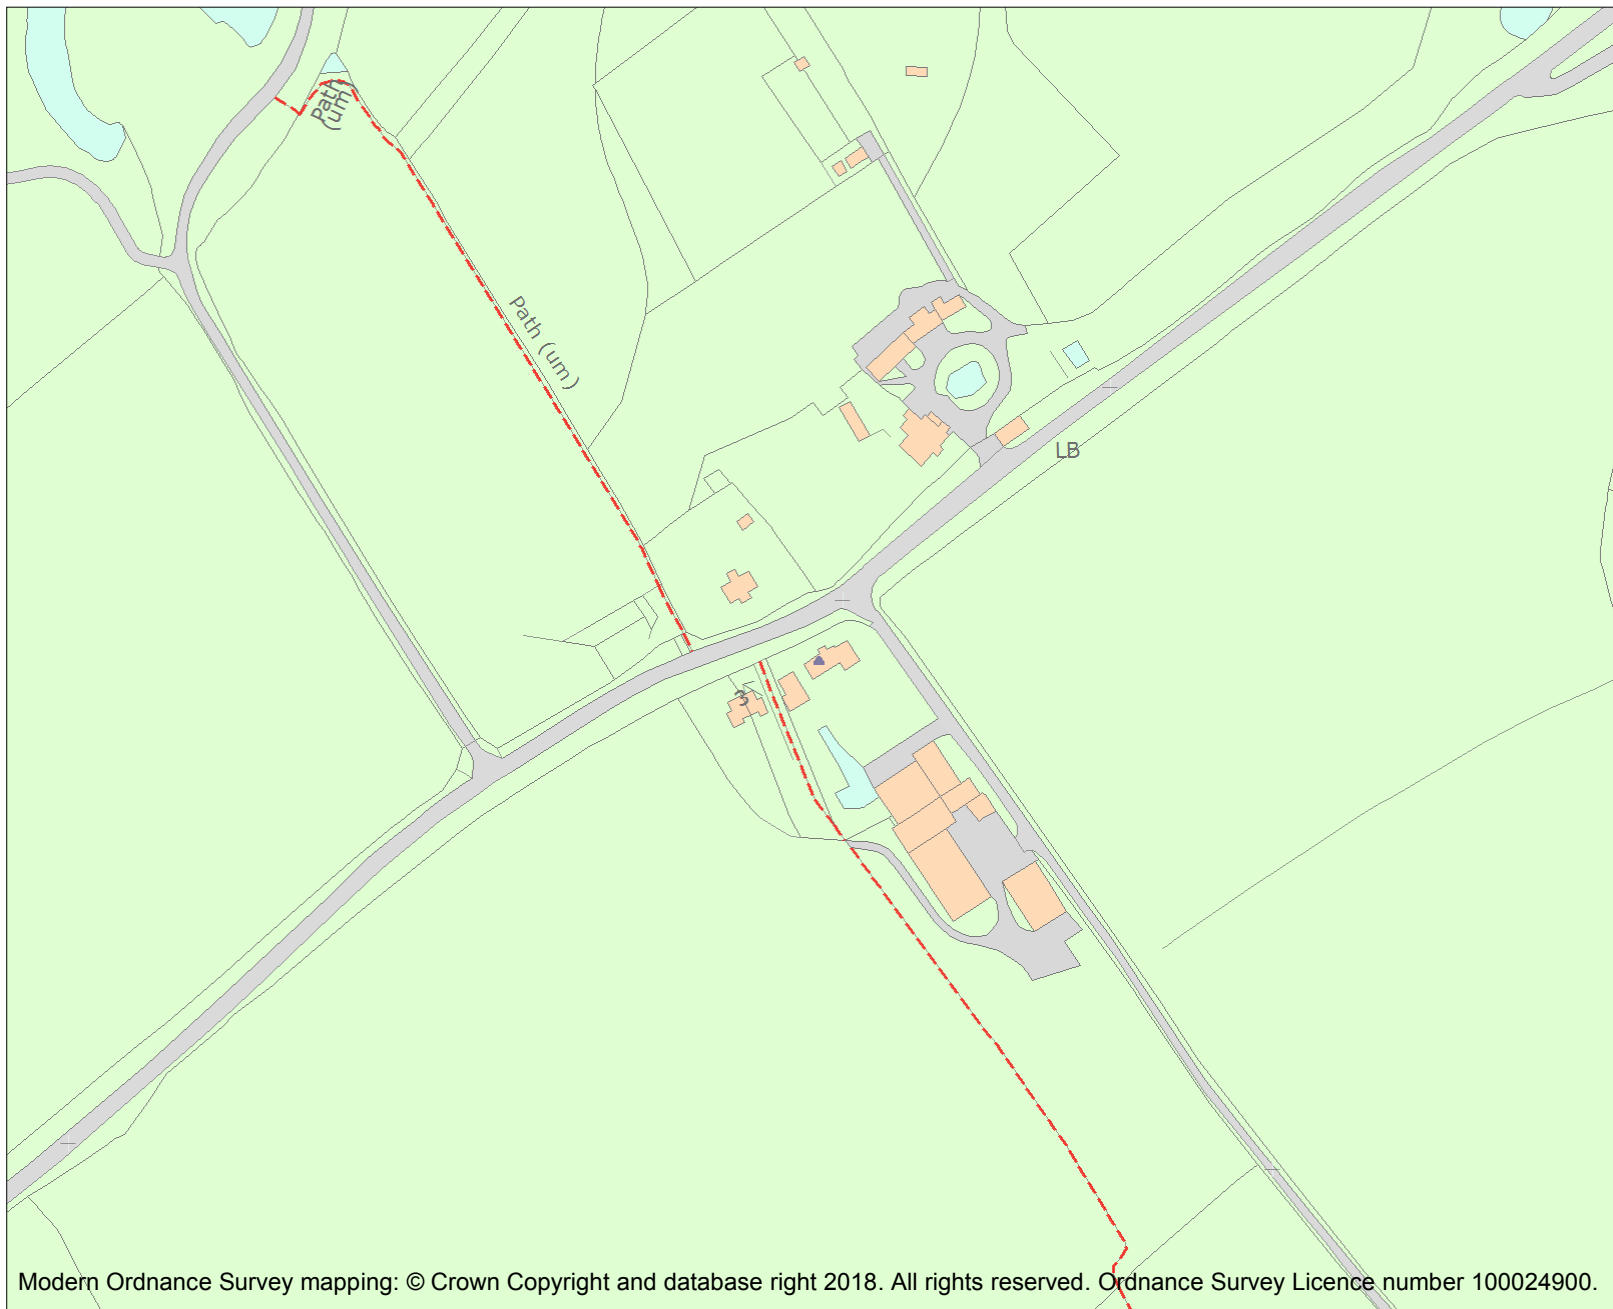 Path
(um)
Path (um)
LB
3
Modern Ordnance Survey mapping: © Crown Copyright and database right 2018. All rights reserved. Ordnance Survey Licence number 100024900.